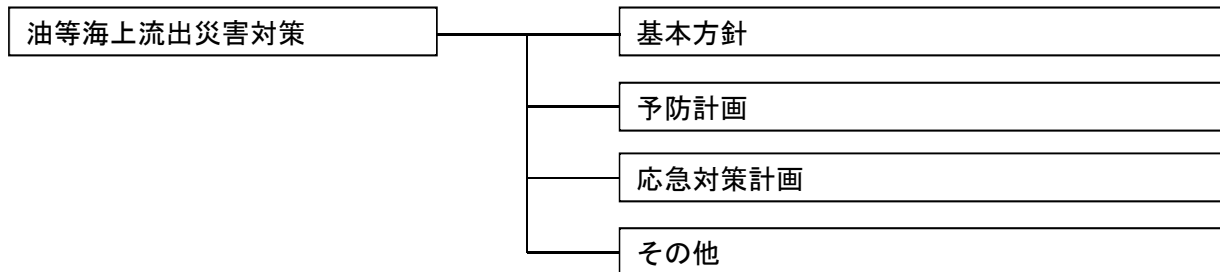 油等海上流出災害対策
基本方針
予防計画
応急対策計画
その他